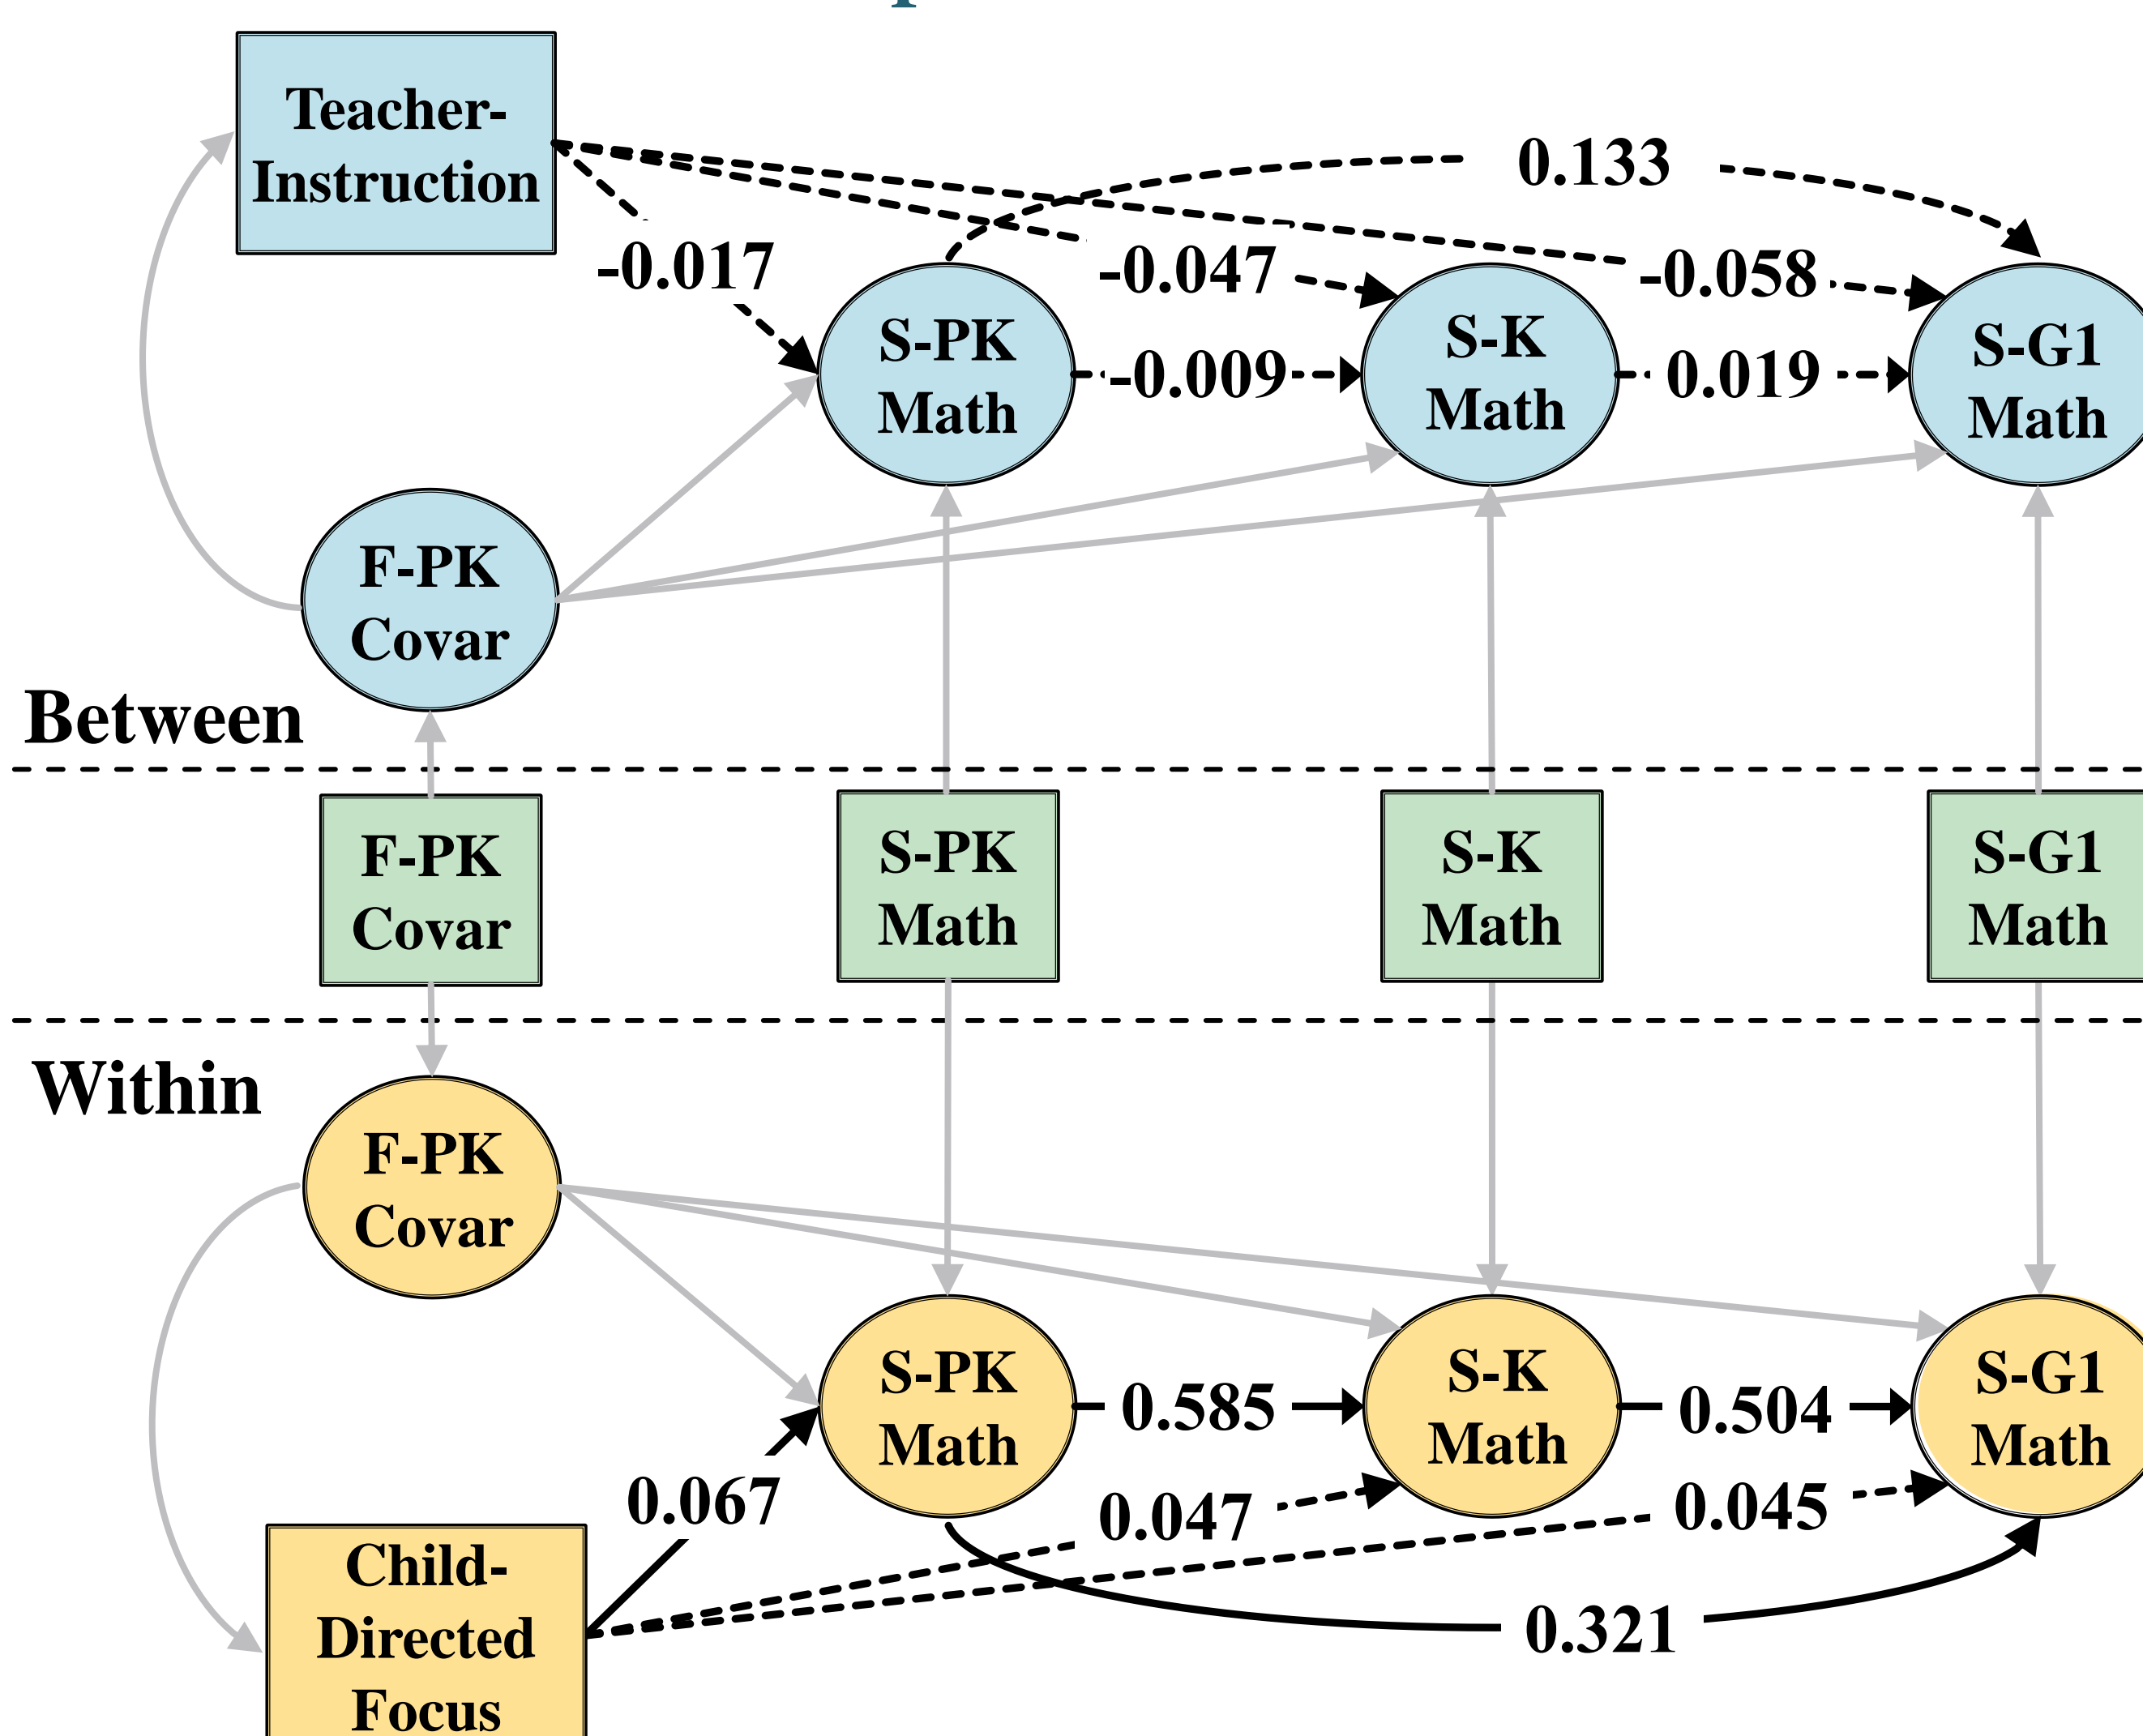 Teacher-
Instruction
0.133
-0.017
-0.047
-0.058
S-PK
Math
-0.009
S-K
Math
0.019
S-G1
Math
F-PK
Covar
Between
F-PK
Covar
S-PK
Math
S-K
Math
S-G1
Math
Within
F-PK
Covar
S-PK
Math
0.585
S-K
Math
0.504
S-G1
Math
0.067
0.047
0.045
Child-
Directed
Focus
0.321